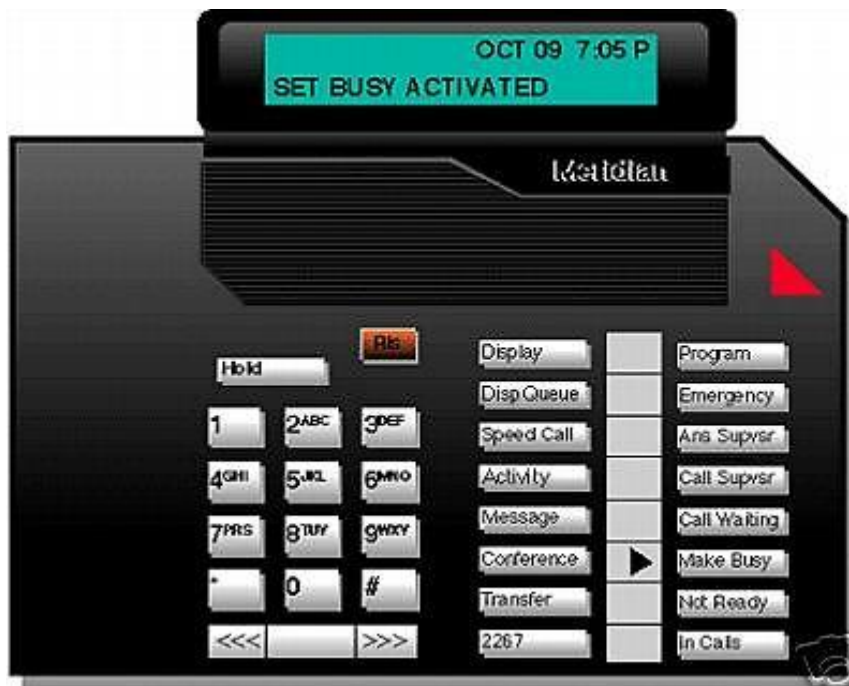 OCT 09 7:05 P
SET BUSY ACTIVATED
Meridian
Rls
Hold
1 2ABC 3DEF
4GHI 5JKL 6MNO
7PRS 8TUV 9WXY
* 0 #
<<< >>>
Display Program
Disp Queue Emergency
Speed Call Ans Supvsr
Activity Call Supvsr
Message Call Waiting
Conference Make Busy
Transfer Not Ready
2267 In Calls